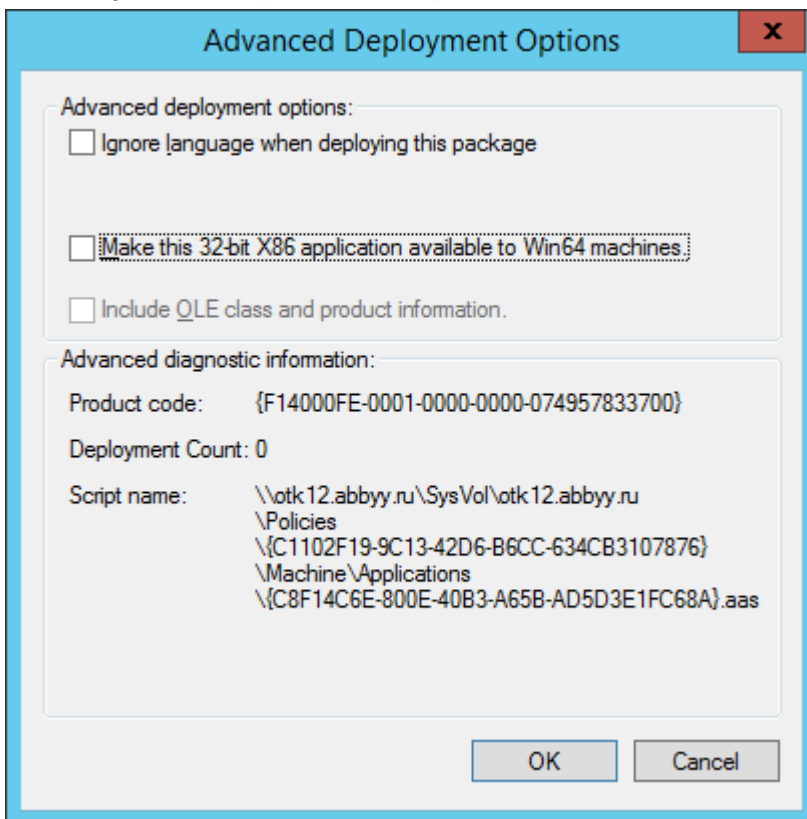 Advanced Deployment Options
x
Advanced deployment options:
Ignore language when deploying this package
Make this 32-bit X86 application available to Win64 machines.
Include OLE class and product information.
Advanced diagnostic information:
Product code: {F14000FE-0001-0000-0000-074957833700}
Deployment Count: 0
Script name: \\otk12.abbyy.ru\SysVol\otk12.abbyy.ru
\Policies
\{C1102F19-9C13-42D6-B6CC-634CB3107876}
\Machine\Applications
\{C8F14C6E-800E-40B3-A65B-AD5D3E1FC68A}.aas
OK Cancel